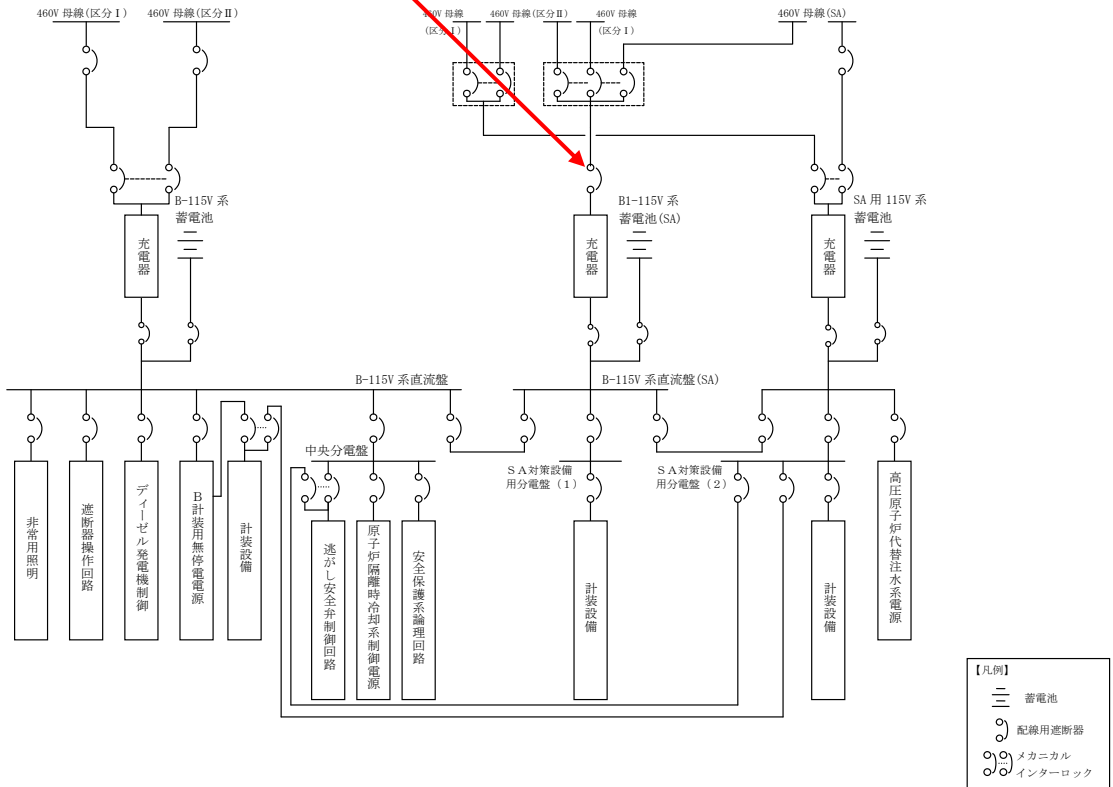 460V 母線(区分Ⅰ)
460V 母線(区分Ⅱ)
460V 母線
(区分Ⅰ)
460V 母線(区分Ⅱ)
460V 母線
(区分Ⅰ)
460V 母線(SA)
B-115V 系
蓄電池
B1-115V 系
蓄電池(SA)
SA 用 115V 系
蓄電池
充電器
充電器
充電器
B-115V 系直流盤
B-115V 系直流盤(SA)
中央分電盤
SA対策設備
用分電盤(1)
SA対策設備
用分電盤(2)
非常用照明
遮断器操作回路
ディーゼル発電機制御
B計装用無停電電源
計装設備
逃がし安全弁制御回路
原子炉隔離時冷却系制御電源
安全保護系論理回路
計装設備
計装設備
高圧原子炉代替注水系電源
【凡例】
蓄電池
配線用遮断器
メカニカル
インターロック